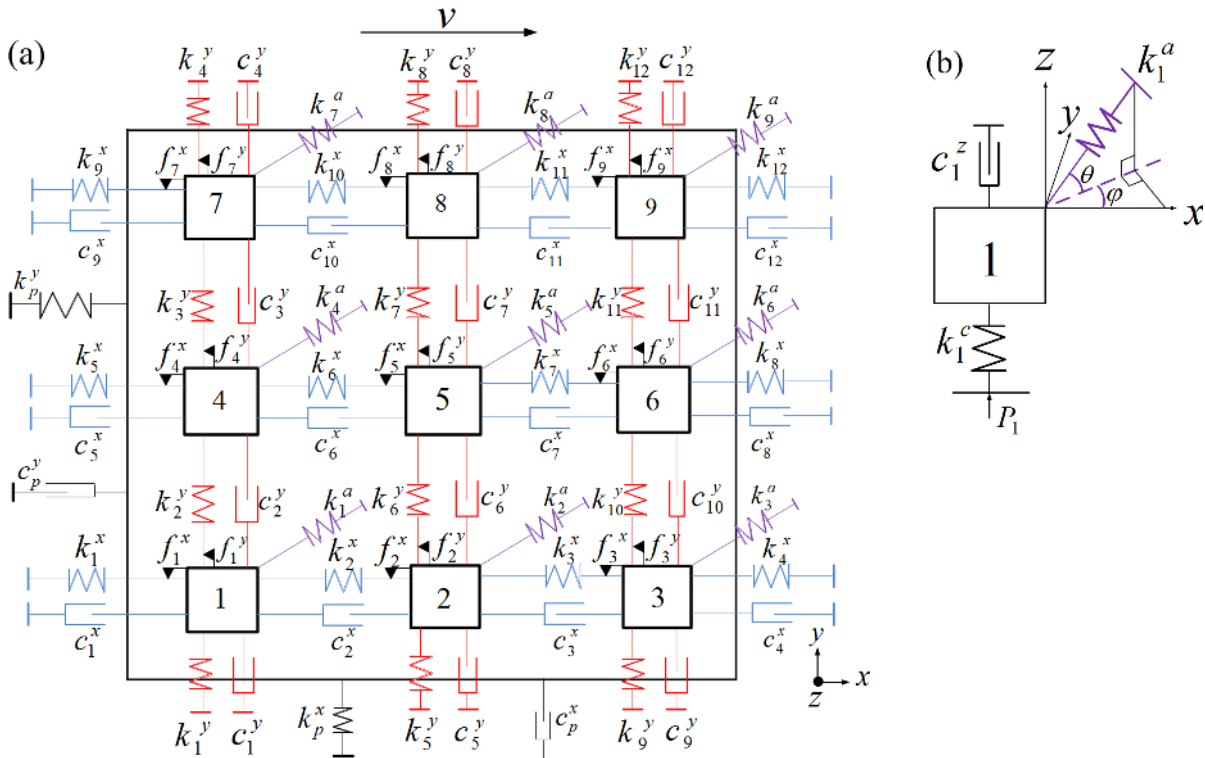 (a) v (b)
k_4^y c_4^y k_8^y c_8^y k_12^y c_12^y
z k_1^a
k_7^a k_8^a k_9^a
y
k_9^x f_7^x f_7^y k_10^x f_8^x f_8^y k_11^x f_9^x f_9^y k_12^x
c_1^z θ φ x
7 8 9
c_9^x c_10^x c_11^x c_12^x
1
k_p^y k_3^y c_3^y k_4^a k_7^y c_7^y k_5^a k_11^y c_11^y k_6^a
k_1^c
k_5^x f_4^x f_4^y k_6^x f_5^x f_5^y k_7^x f_6^x f_6^y k_8^x
P_1
4 5 6
c_5^x c_6^x c_7^x c_8^x
c_p^y k_2^y c_2^y k_1^a k_6^y c_6^y k_2^a k_10^y c_10^y k_3^a
k_1^x f_1^x f_1^y k_2^x f_2^x f_2^y k_3^x f_3^x f_3^y k_4^x
1 2 3
c_1^x c_2^x c_3^x c_4^x
y x z
k_1^y c_1^y k_p^x k_5^y c_5^y c_p^x k_9^y c_9^y